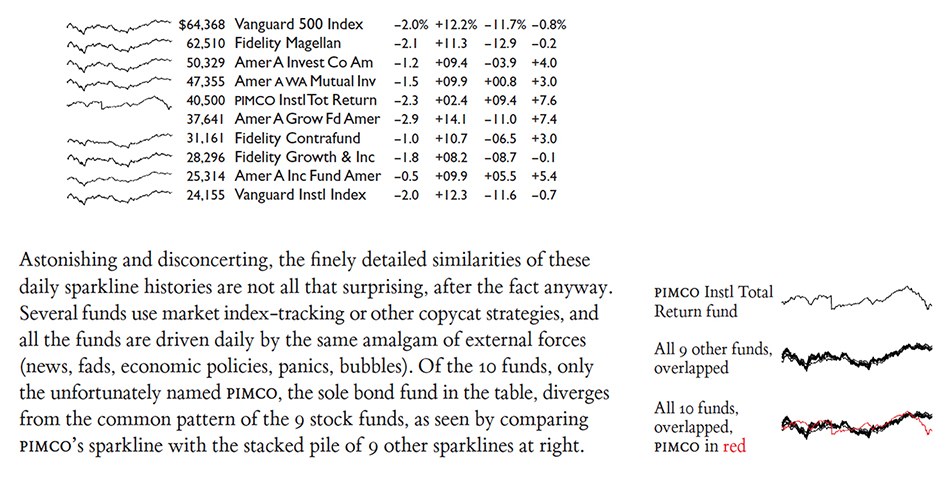 $64,368 Vanguard 500 Index −2.0% +12.2% −11.7% −0.8%
62,510 Fidelity Magellan −2.1 +11.3 −12.9 −0.2
50,329 Amer A Invest Co Am −1.2 +09.4 −03.9 +4.0
47,355 Amer A WA Mutual Inv −1.5 +09.9 +00.8 +3.0
40,500 PIMCO Instl Tot Return −2.3 +02.4 +09.4 +7.6
37,641 Amer A Grow Fd Amer −2.9 +14.1 −11.0 +7.4
31,161 Fidelity Contrafund −1.0 +10.7 −06.5 +3.0
28,296 Fidelity Growth & Inc −1.8 +08.2 −08.7 −0.1
25,314 Amer A Inc Fund Amer −0.5 +09.9 +05.5 +5.4
24,155 Vanguard Instl Index −2.0 +12.3 −11.6 −0.7
Astonishing and disconcerting, the finely detailed similarities of these
daily sparkline histories are not all that surprising, after the fact anyway.
Several funds use market index-tracking or other copycat strategies, and
all the funds are driven daily by the same amalgam of external forces
(news, fads, economic policies, panics, bubbles). Of the 10 funds, only
the unfortunately named PIMCO, the sole bond fund in the table, diverges
from the common pattern of the 9 stock funds, as seen by comparing
PIMCO's sparkline with the stacked pile of 9 other sparklines at right.
PIMCO Instl Total
Return fund
All 9 other funds,
overlapped
All 10 funds,
overlapped,
PIMCO in red